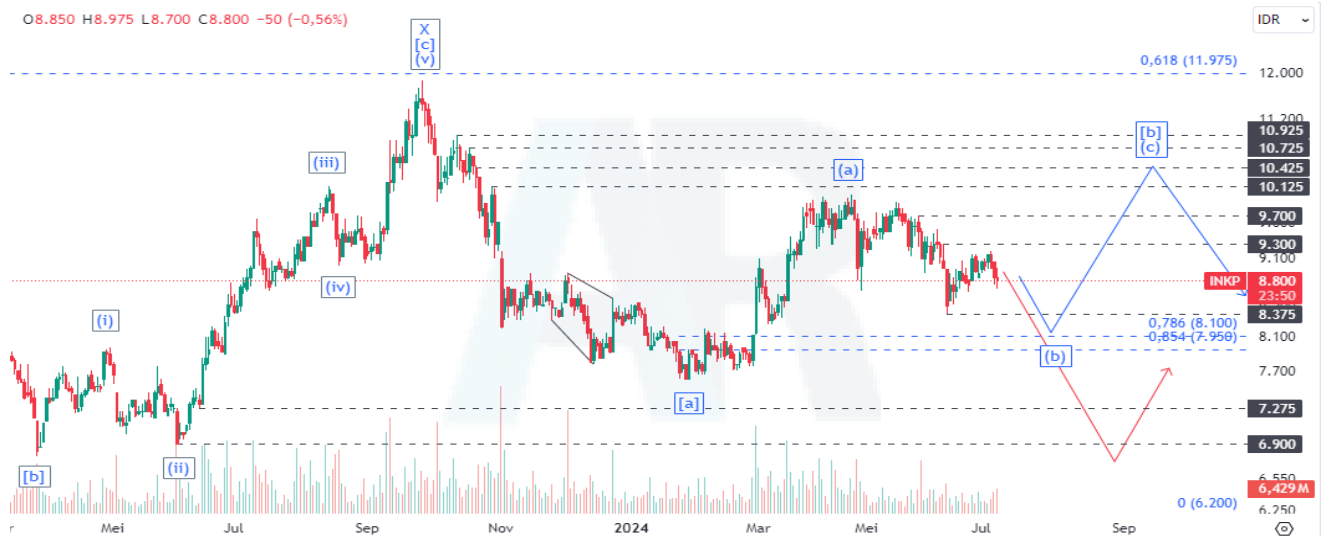 O8.850 H8.975 L8.700 C8.800 −50 (−0,56%)
IDR
X
[c]
(v)
0,618 (11.975)
12.000
11.200
10.925
10.725
10.425
10.125
9.700
9.300
9.100
INKP 8.800
23:50
8.375
0,786 (8.100)
0,854 (7.950)
8.100
7.700
7.275
6.900
6.550
6,429 M
0 (6.200)
6.250
[b]
(c)
(iii)
(a)
(iv)
(i)
(b)
[a]
(ii)
[b]
AR
r Mei Jul Sep Nov 2024 Mar Mei Jul Sep